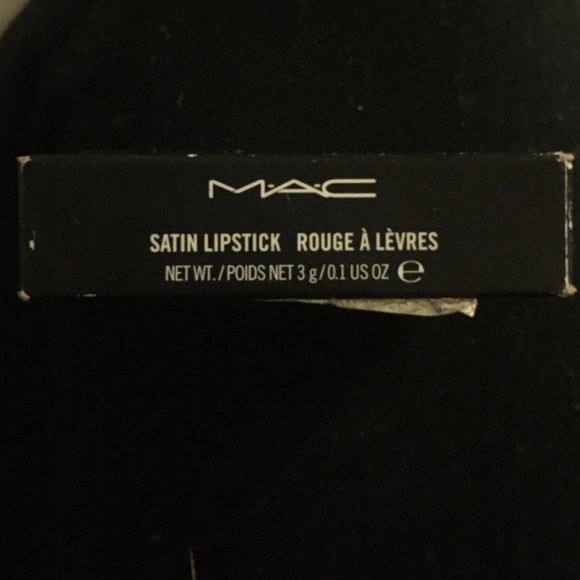 M·A·C
SATIN LIPSTICK ROUGE À LÈVRES
NET WT. / POIDS NET 3 g / 0.1 US OZ ℮